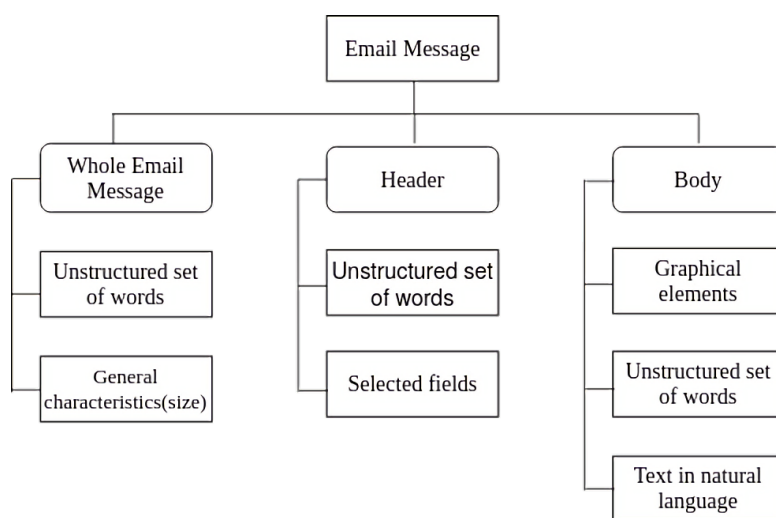 Email Message
Whole Email
Message
Unstructured set
of words
General
characteristics(size)
Header
Unstructured set
of words
Selected fields
Body
Graphical
elements
Unstructured set
of words
Text in natural
language